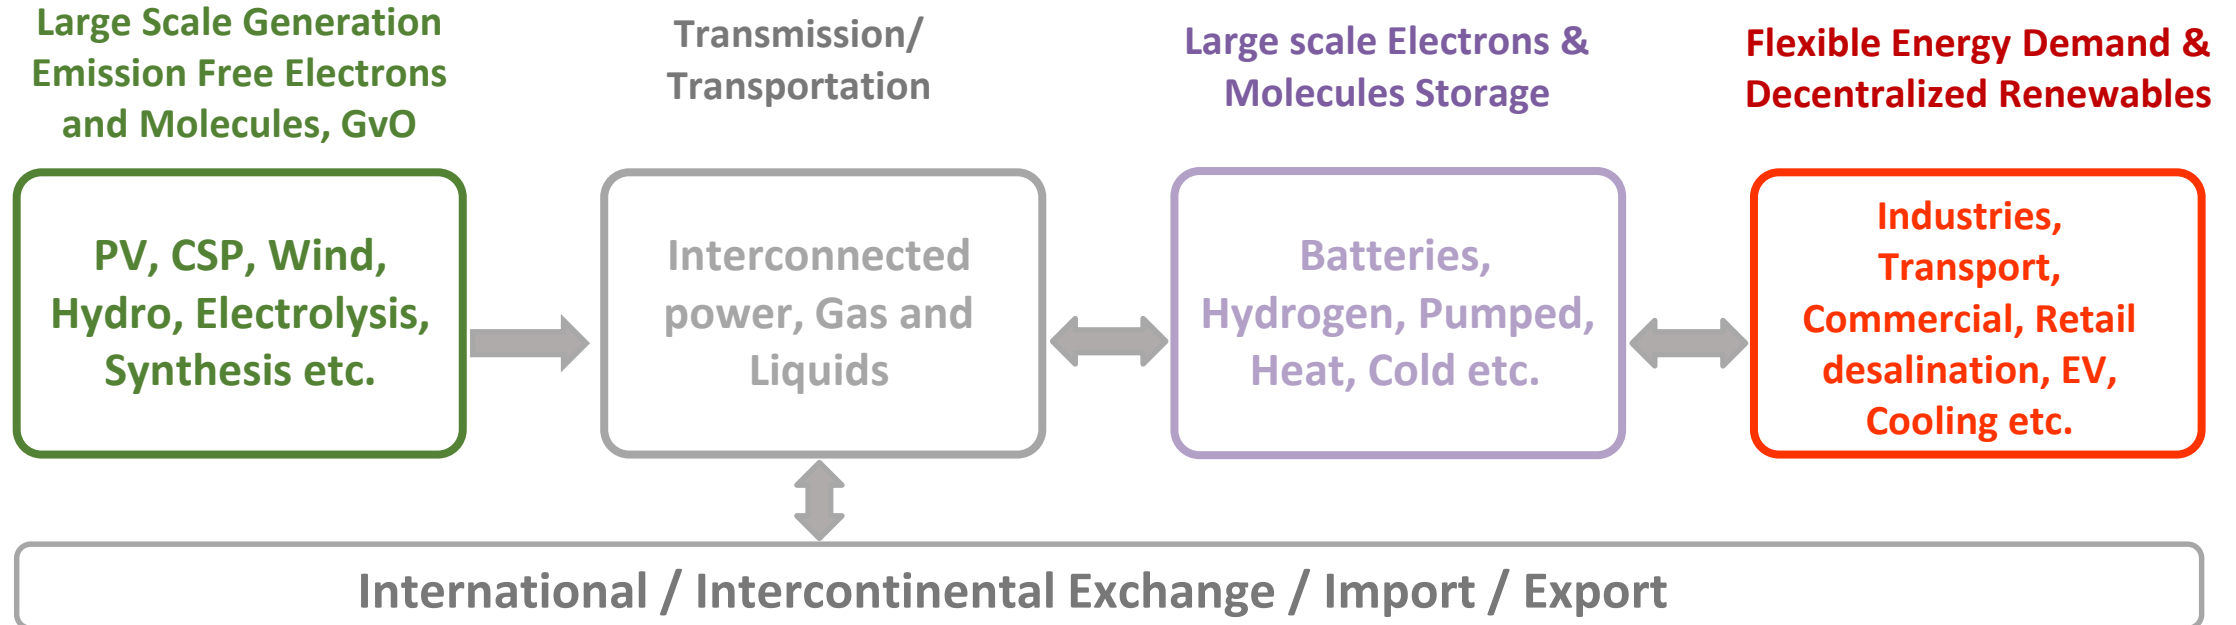 Large Scale Generation
Emission Free Electrons
and Molecules, GvO
Transmission/
Transportation
Large scale Electrons &
Molecules Storage
Flexible Energy Demand &
Decentralized Renewables
PV, CSP, Wind,
Hydro, Electrolysis,
Synthesis etc.
Interconnected
power, Gas and
Liquids
Batteries,
Hydrogen, Pumped,
Heat, Cold etc.
Industries,
Transport,
Commercial, Retail
desalination, EV,
Cooling etc.
International / Intercontinental Exchange / Import / Export